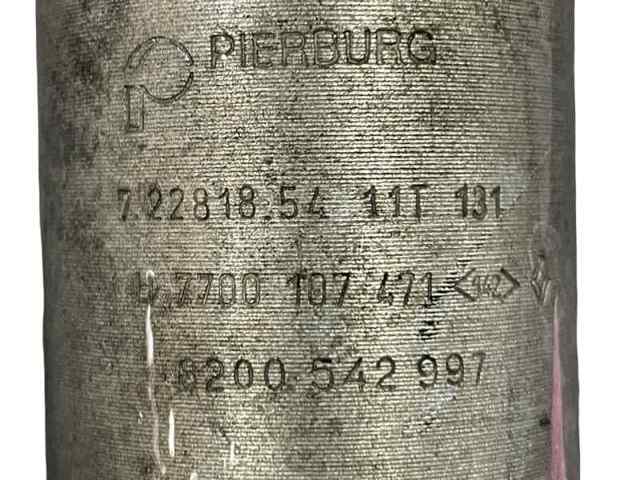 PIERBURG
7.22818.54 11T 131
7700 107 471
8200 542 997